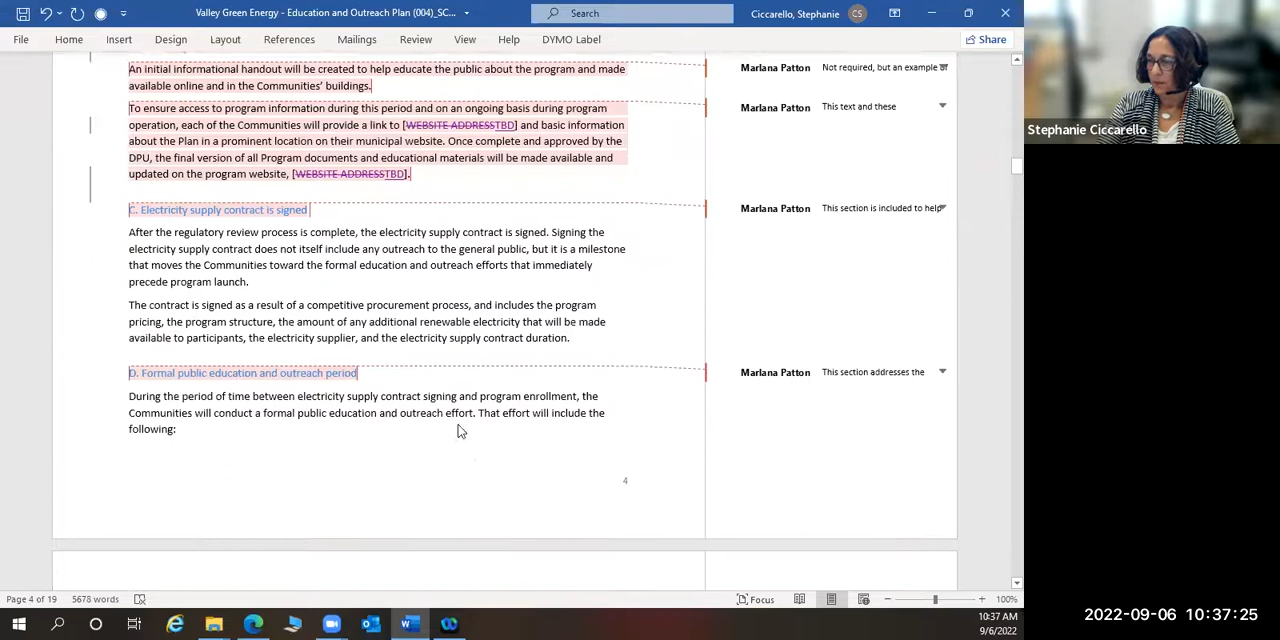 Valley Green Energy - Education and Outreach Plan (004)_SC...
Search
Ciccarello, Stephanie
CS
File Home Insert Design Layout References Mailings Review View Help DYMO Label
Share
An initial informational handout will be created to help educate the public about the program and made
available online and in the Communities' buildings.
Marlana Patton Not required, but an example
To ensure access to program information during this period and on an ongoing basis during program
operation, each of the Communities will provide a link to [WEBSITE ADDRESSTBD] and basic information
about the Plan in a prominent location on their municipal website. Once complete and approved by the
DPU, the final version of all Program documents and educational materials will be made available and
updated on the program website, [WEBSITE ADDRESSTBD].
Marlana Patton This text and these
C. Electricity supply contract is signed
Marlana Patton This section is included to help
After the regulatory review process is complete, the electricity supply contract is signed. Signing the
electricity supply contract does not itself include any outreach to the general public, but it is a milestone
that moves the Communities toward the formal education and outreach efforts that immediately
precede program launch.
The contract is signed as a result of a competitive procurement process, and includes the program
pricing, the program structure, the amount of any additional renewable electricity that will be made
available to participants, the electricity supplier, and the electricity supply contract duration.
D. Formal public education and outreach period
Marlana Patton This section addresses the
During the period of time between electricity supply contract signing and program enrollment, the
Communities will conduct a formal public education and outreach effort. That effort will include the
following:
4
Page 4 of 19 5678 words
Focus
100%
10:37 AM
9/6/2022
Stephanie Ciccarello
2022-09-06 10:37:25